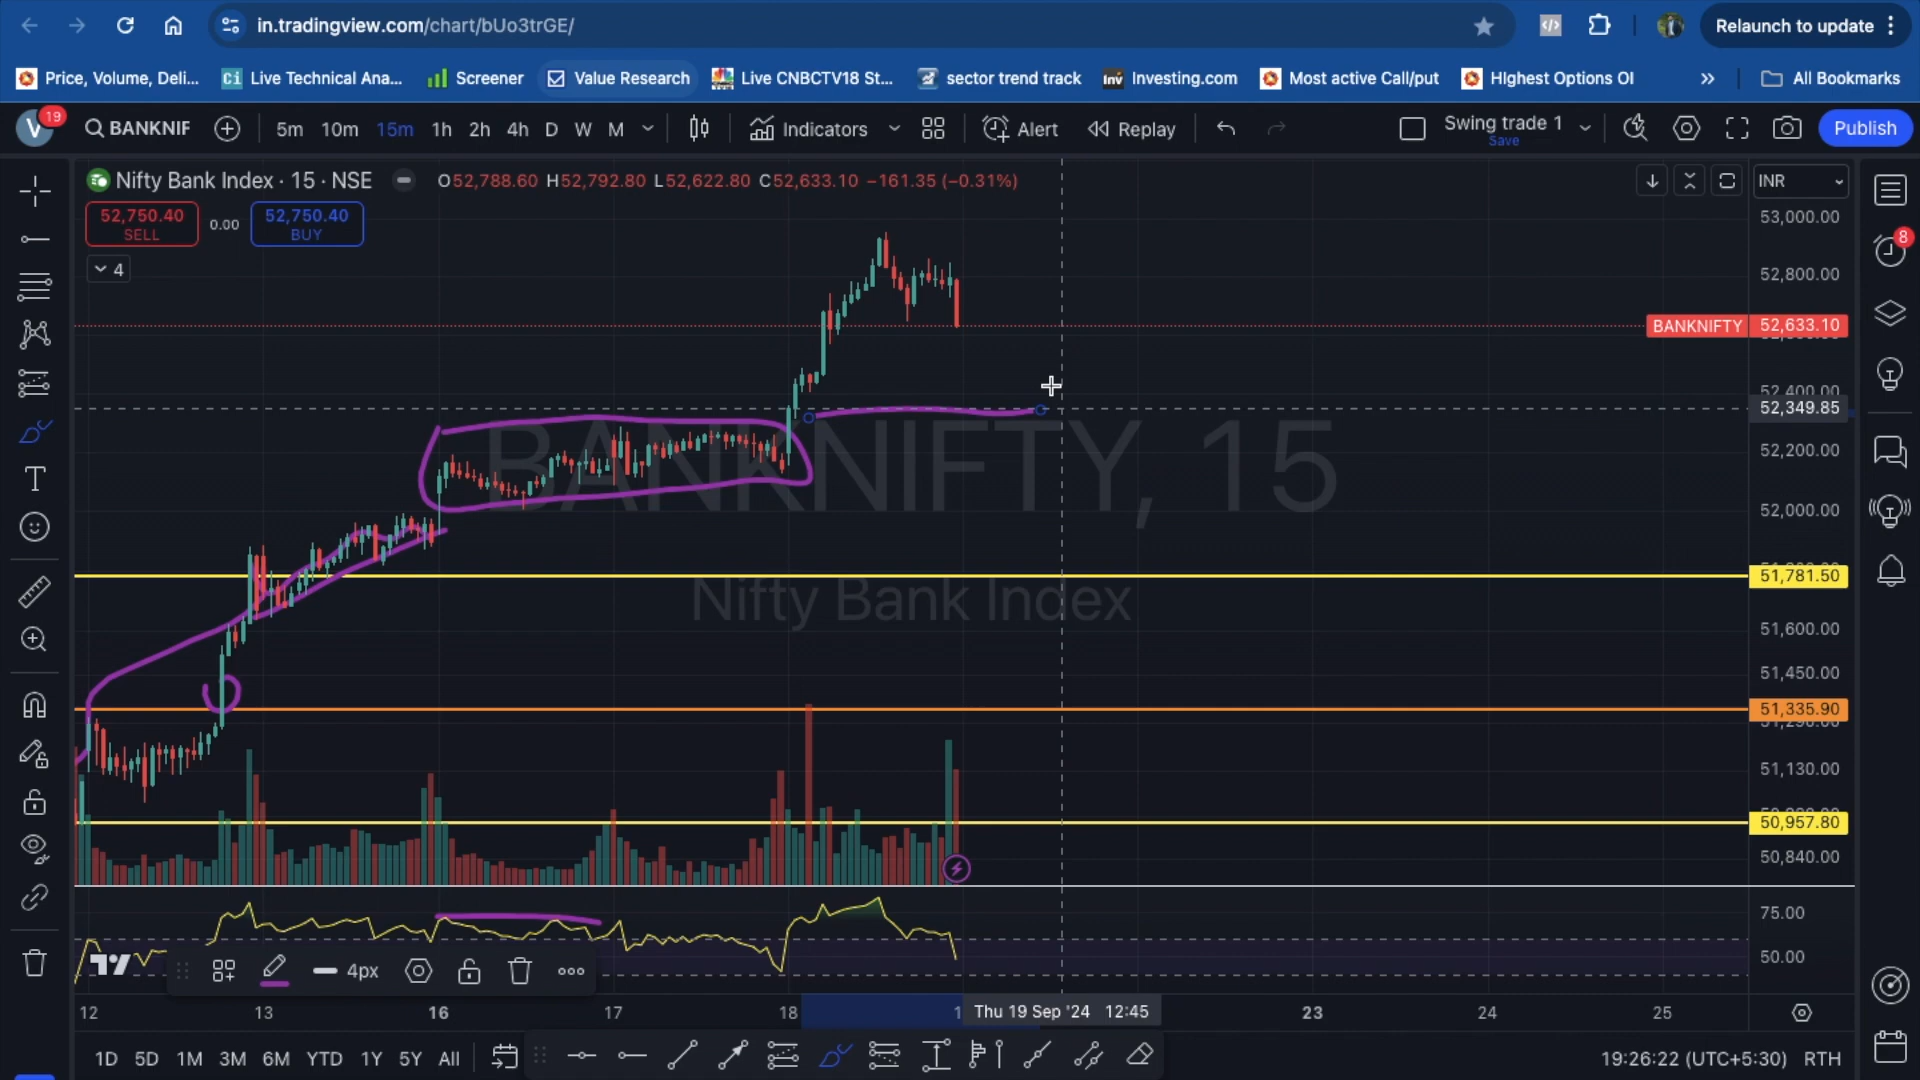 in.tradingview.com/chart/bUo3trGE/
Relaunch to update
Price, Volume, Deli...
Ci Live Technical Ana...
Screener
Value Research
Live CNBCTV18 St...
sector trend track
Inv Investing.com
Most active Call/put
HIghest Options OI
All Bookmarks
V 19
BANKNIF
5m 10m 15m 1h 2h 4h D W M
Indicators
Alert
Replay
Swing trade 1
Save
Publish
Nifty Bank Index · 15 · NSE
O52,788.60 H52,792.80 L52,622.80 C52,633.10 −161.35 (−0.31%)
INR
52,750.40
SELL
0.00
52,750.40
BUY
4
8
53,000.00
52,800.00
BANKNIFTY 52,633.10
52,400.00
52,349.85
52,200.00
BANKNIFTY, 15
52,000.00
51,781.50
Nifty Bank Index
51,600.00
51,450.00
51,335.90
51,130.00
50,957.80
50,840.00
75.00
50.00
4px
12 13 16 17 18
Thu 19 Sep '24 12:45
23 24 25
1D 5D 1M 3M 6M YTD 1Y 5Y All
19:26:22 (UTC+5:30) RTH